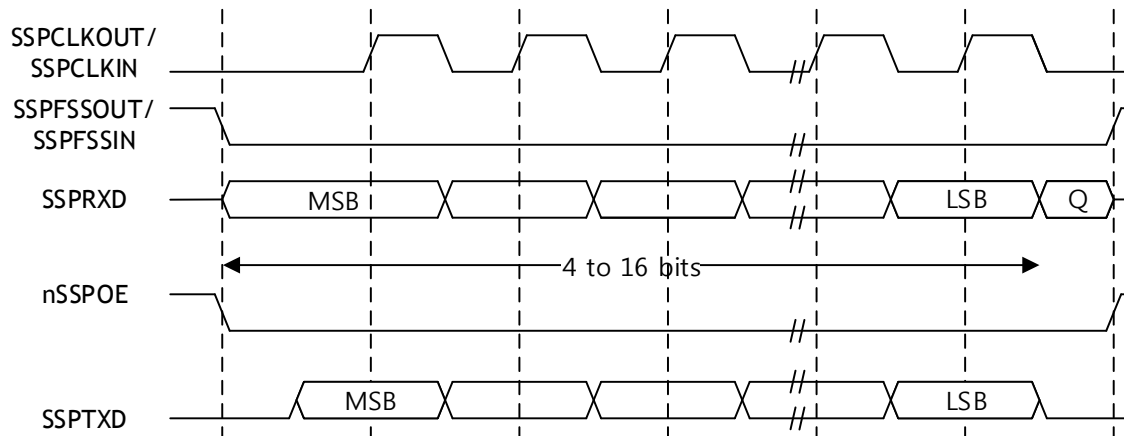 SSPCLKOUT/
SSPCLKIN
SSPFSSOUT/
SSPFSSIN
SSPRXD
MSB
LSB
Q
4 to 16 bits
nSSPOE
SSPTXD
MSB
LSB